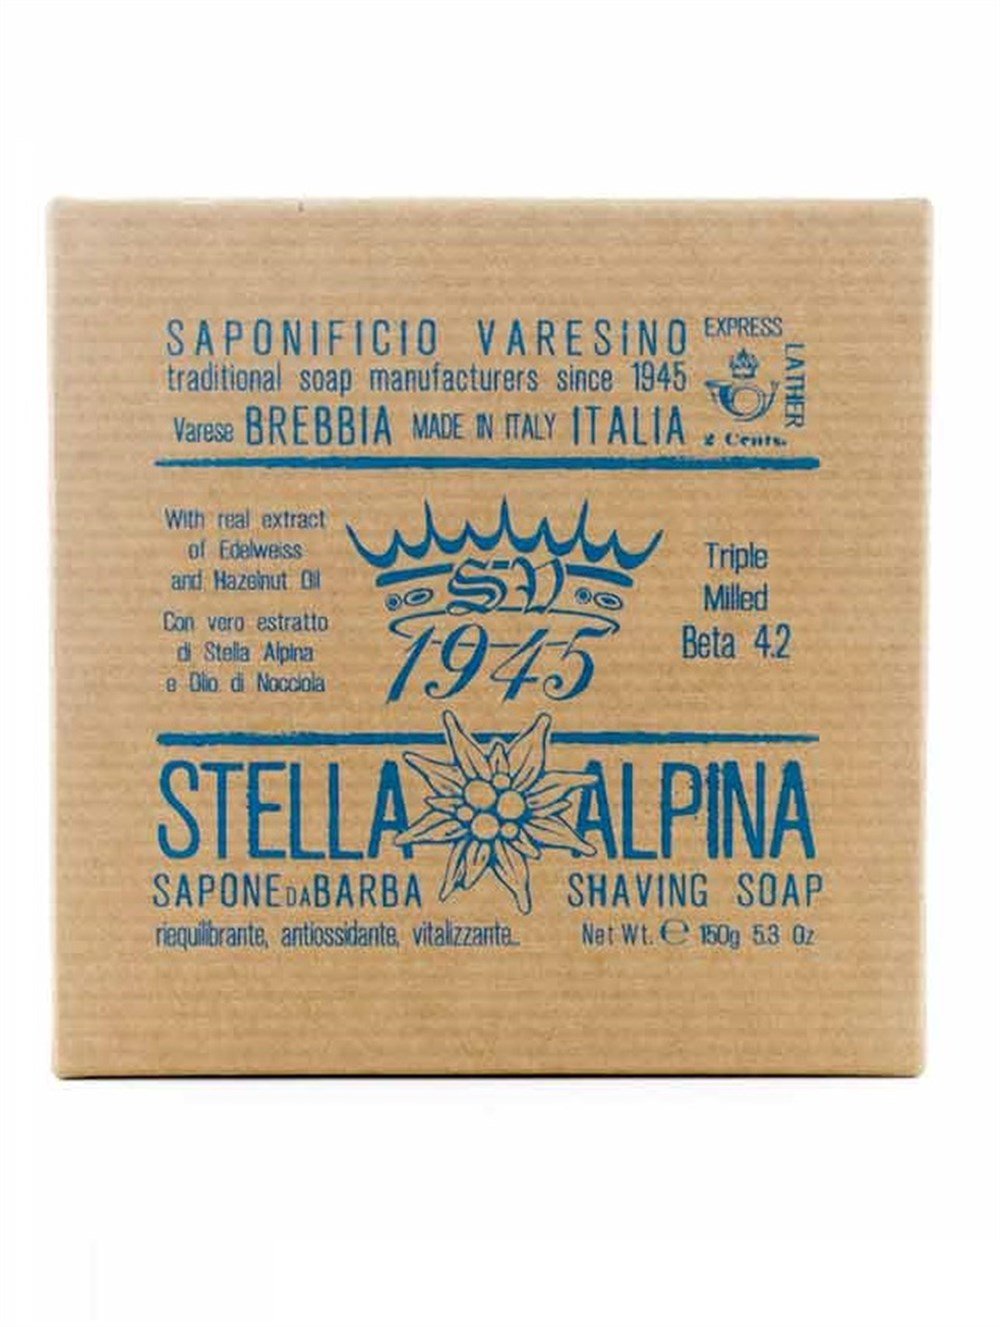 SAPONIFICIO VARESINO
traditional soap manufacturers since 1945
Varese BREBBIA MADE IN ITALY ITALIA
EXPRESS
LATHER
2 Cents.
With real extract
of Edelweiss
and Hazelnut Oil
Con vero estratto
di Stella Alpina
e Olio di Nocciola
SV
1945
Triple
Milled
Beta 4.2
STELLA ALPINA
SAPONE DA BARBA
riequilibrante, antiossidante, vitalizzante...
SHAVING SOAP
Net Wt. ℮ 150g 5.3 Oz